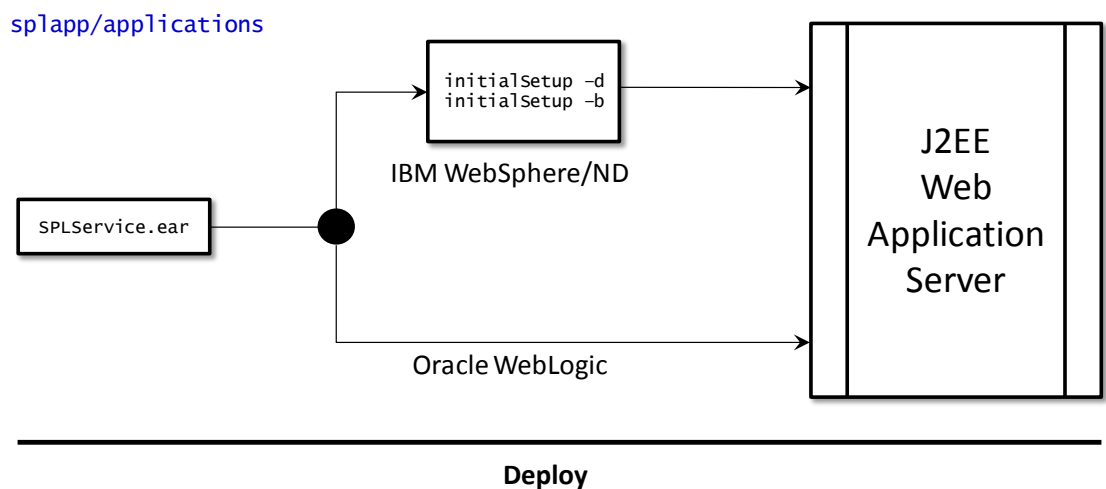 splapp/applications
initialSetup –d
initialSetup –b
IBM WebSphere/ND
SPLService.ear
J2EE
Web
Application
Server
Oracle WebLogic
Deploy